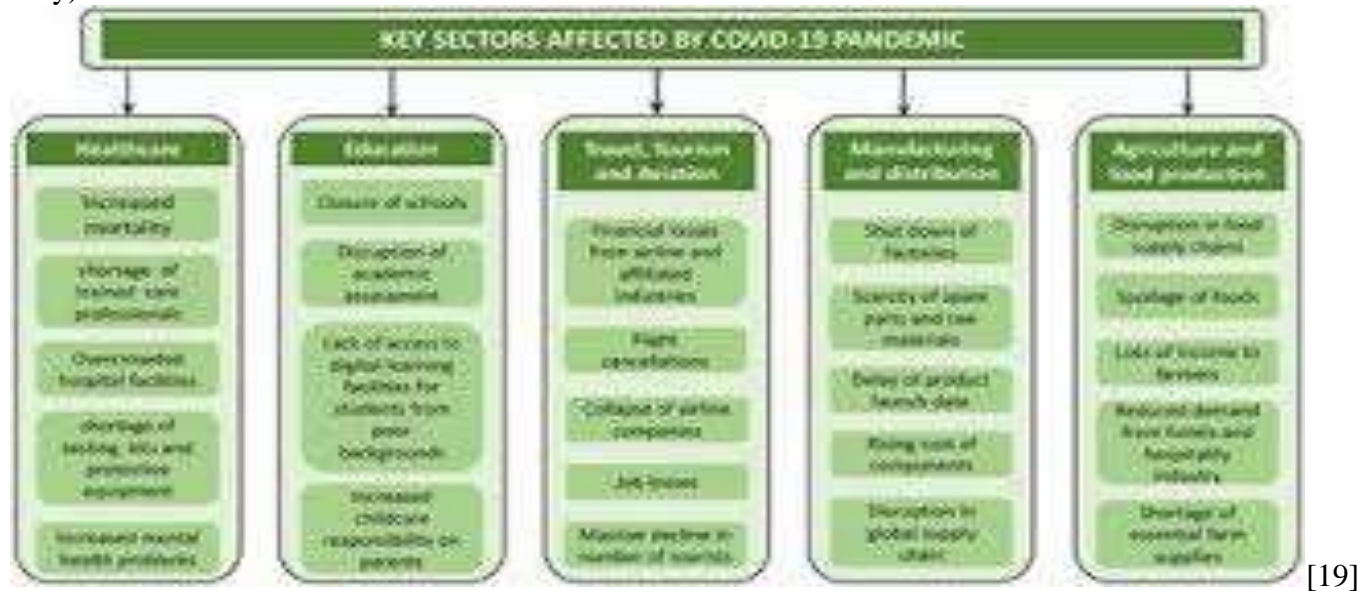 KEY SECTORS AFFECTED BY COVID-19 PANDEMIC
Healthcare
Increased
mortality
shortage of
trained care
professionals
Overcrowded
hospital facilities
shortage of
testing kits and
protective
equipment
Increased mental
health problems
Education
Closure of schools
Disruption of
academic
assessment
Lack of access to
digital learning
facilities for
students from
poor
backgrounds
Increased
childcare
responsibility on
parents
Travel, Tourism
and Aviation
Financial losses
from airline and
affiliated
industries
Flight
cancellations
Collapse of airline
companies
Job losses
Massive decline in
number of tourists
Manufacturing
and distribution
Shut down of
factories
Scarcity of spare
parts and raw
materials
Delay of product
launch date
Rising cost of
components
Disruption in
global supply
chain
Agriculture and
food production
Disruption in food
supply chains
Spoilage of foods
Loss of income to
farmers
Reduced demand
from hotels and
hospitality
industry
Shortage of
essential farm
supplies
[19]